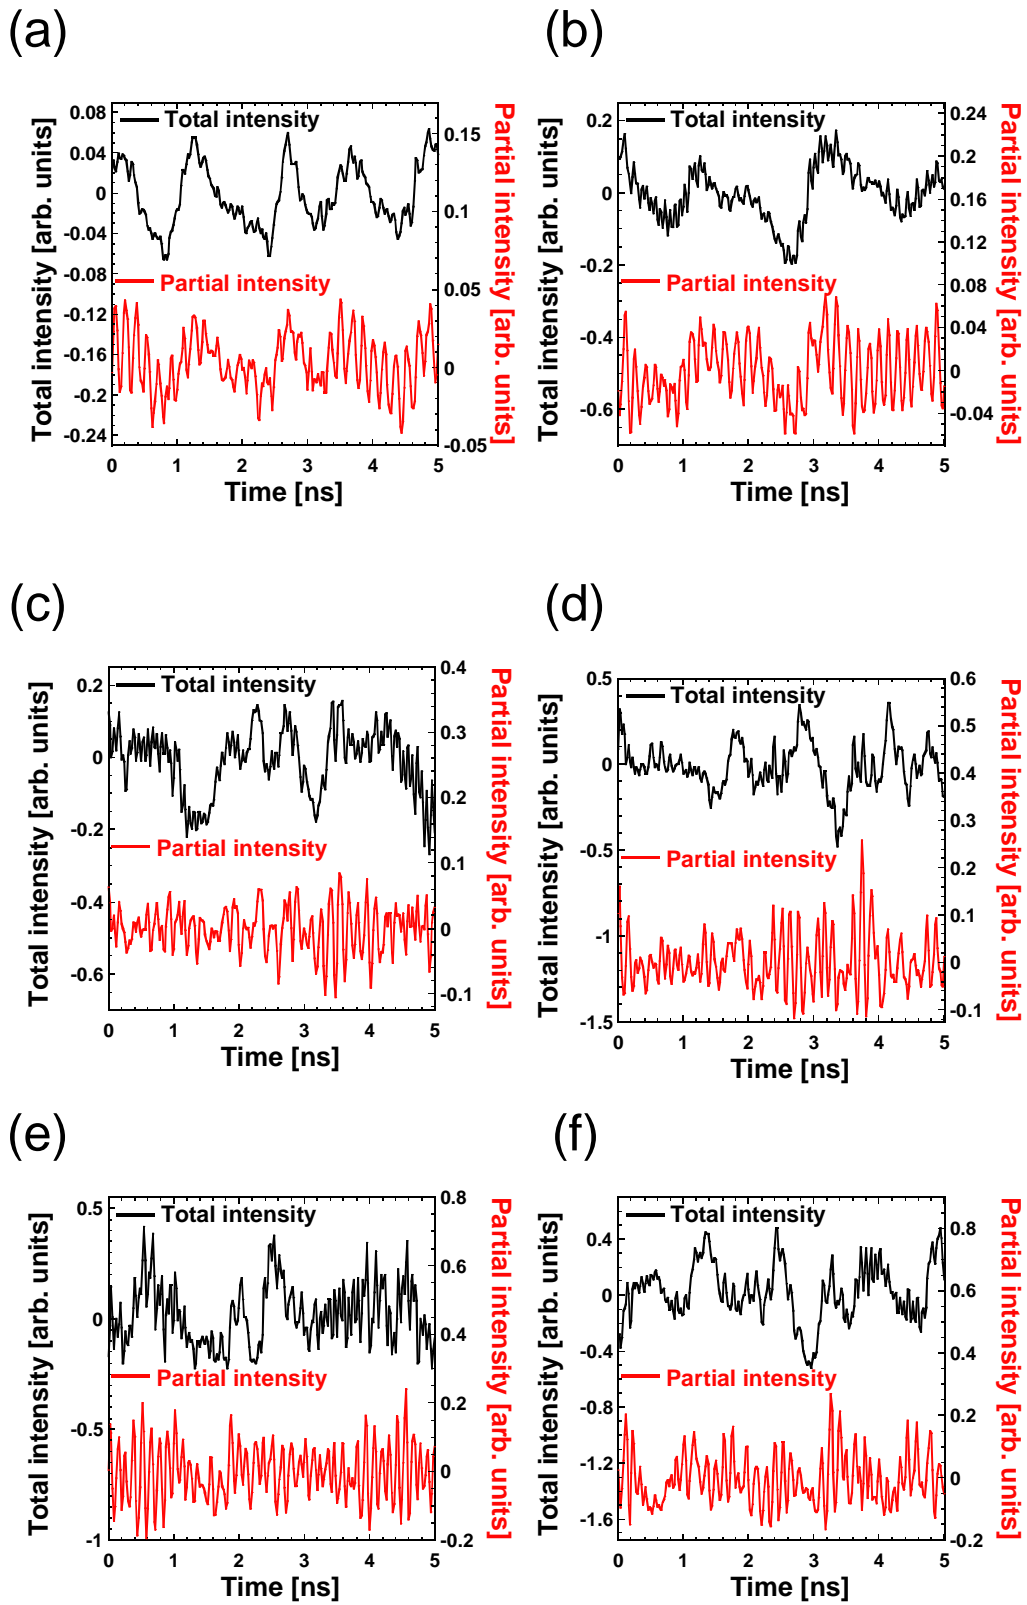 (a)
(b)
Total intensity [arb. units]
0.08
0.04
0
-0.04
-0.08
-0.12
-0.16
-0.2
-0.24
Total intensity
Partial intensity
0.15
0.1
0.05
0
-0.05
Partial intensity [arb. units]
0 1 2 3 4 5
Time [ns]
Total intensity [arb. units]
0.2
0
-0.2
-0.4
-0.6
Total intensity
Partial intensity
0.24
0.2
0.16
0.12
0.08
0.04
0
-0.04
Partial intensity [arb. units]
0 1 2 3 4 5
Time [ns]
(c)
(d)
Total intensity [arb. units]
0.2
0
-0.2
-0.4
-0.6
Total intensity
Partial intensity
0.4
0.3
0.2
0.1
0
-0.1
Partial intensity [arb. units]
0 1 2 3 4 5
Time [ns]
Total intensity [arb. units]
0.5
0
-0.5
-1
-1.5
Total intensity
Partial intensity
0.6
0.5
0.4
0.3
0.2
0.1
0
-0.1
Partial intensity [arb. units]
0 1 2 3 4 5
Time [ns]
(e)
(f)
Total intensity [arb. units]
0.5
0
-0.5
-1
Total intensity
Partial intensity
0.8
0.6
0.4
0.2
0
-0.2
Partial intensity [arb. units]
0 1 2 3 4 5
Time [ns]
Total intensity [arb. units]
0.4
0
-0.4
-0.8
-1.2
-1.6
Total intensity
Partial intensity
0.8
0.6
0.4
0.2
0
-0.2
Partial intensity [arb. units]
0 1 2 3 4 5
Time [ns]